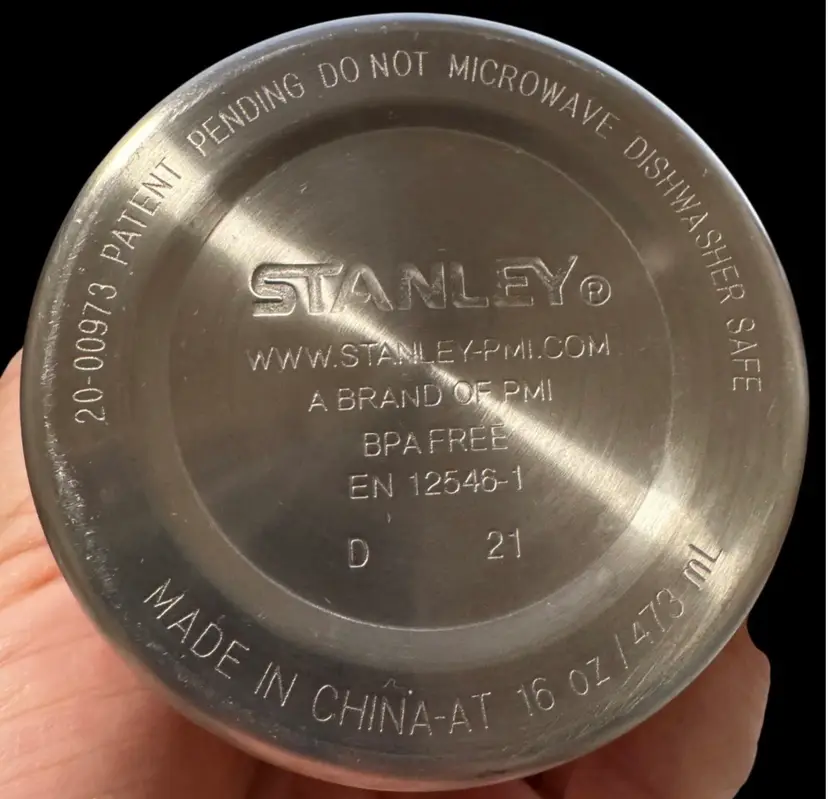 20-00973 PATENT PENDING DO NOT MICROWAVE DISHWASHER SAFE
STANLEY®
WWW.STANLEY-PMI.COM
A BRAND OF PMI
BPA FREE
EN 12546-1
D 21
MADE IN CHINA-AT 16 oz / 473 mL